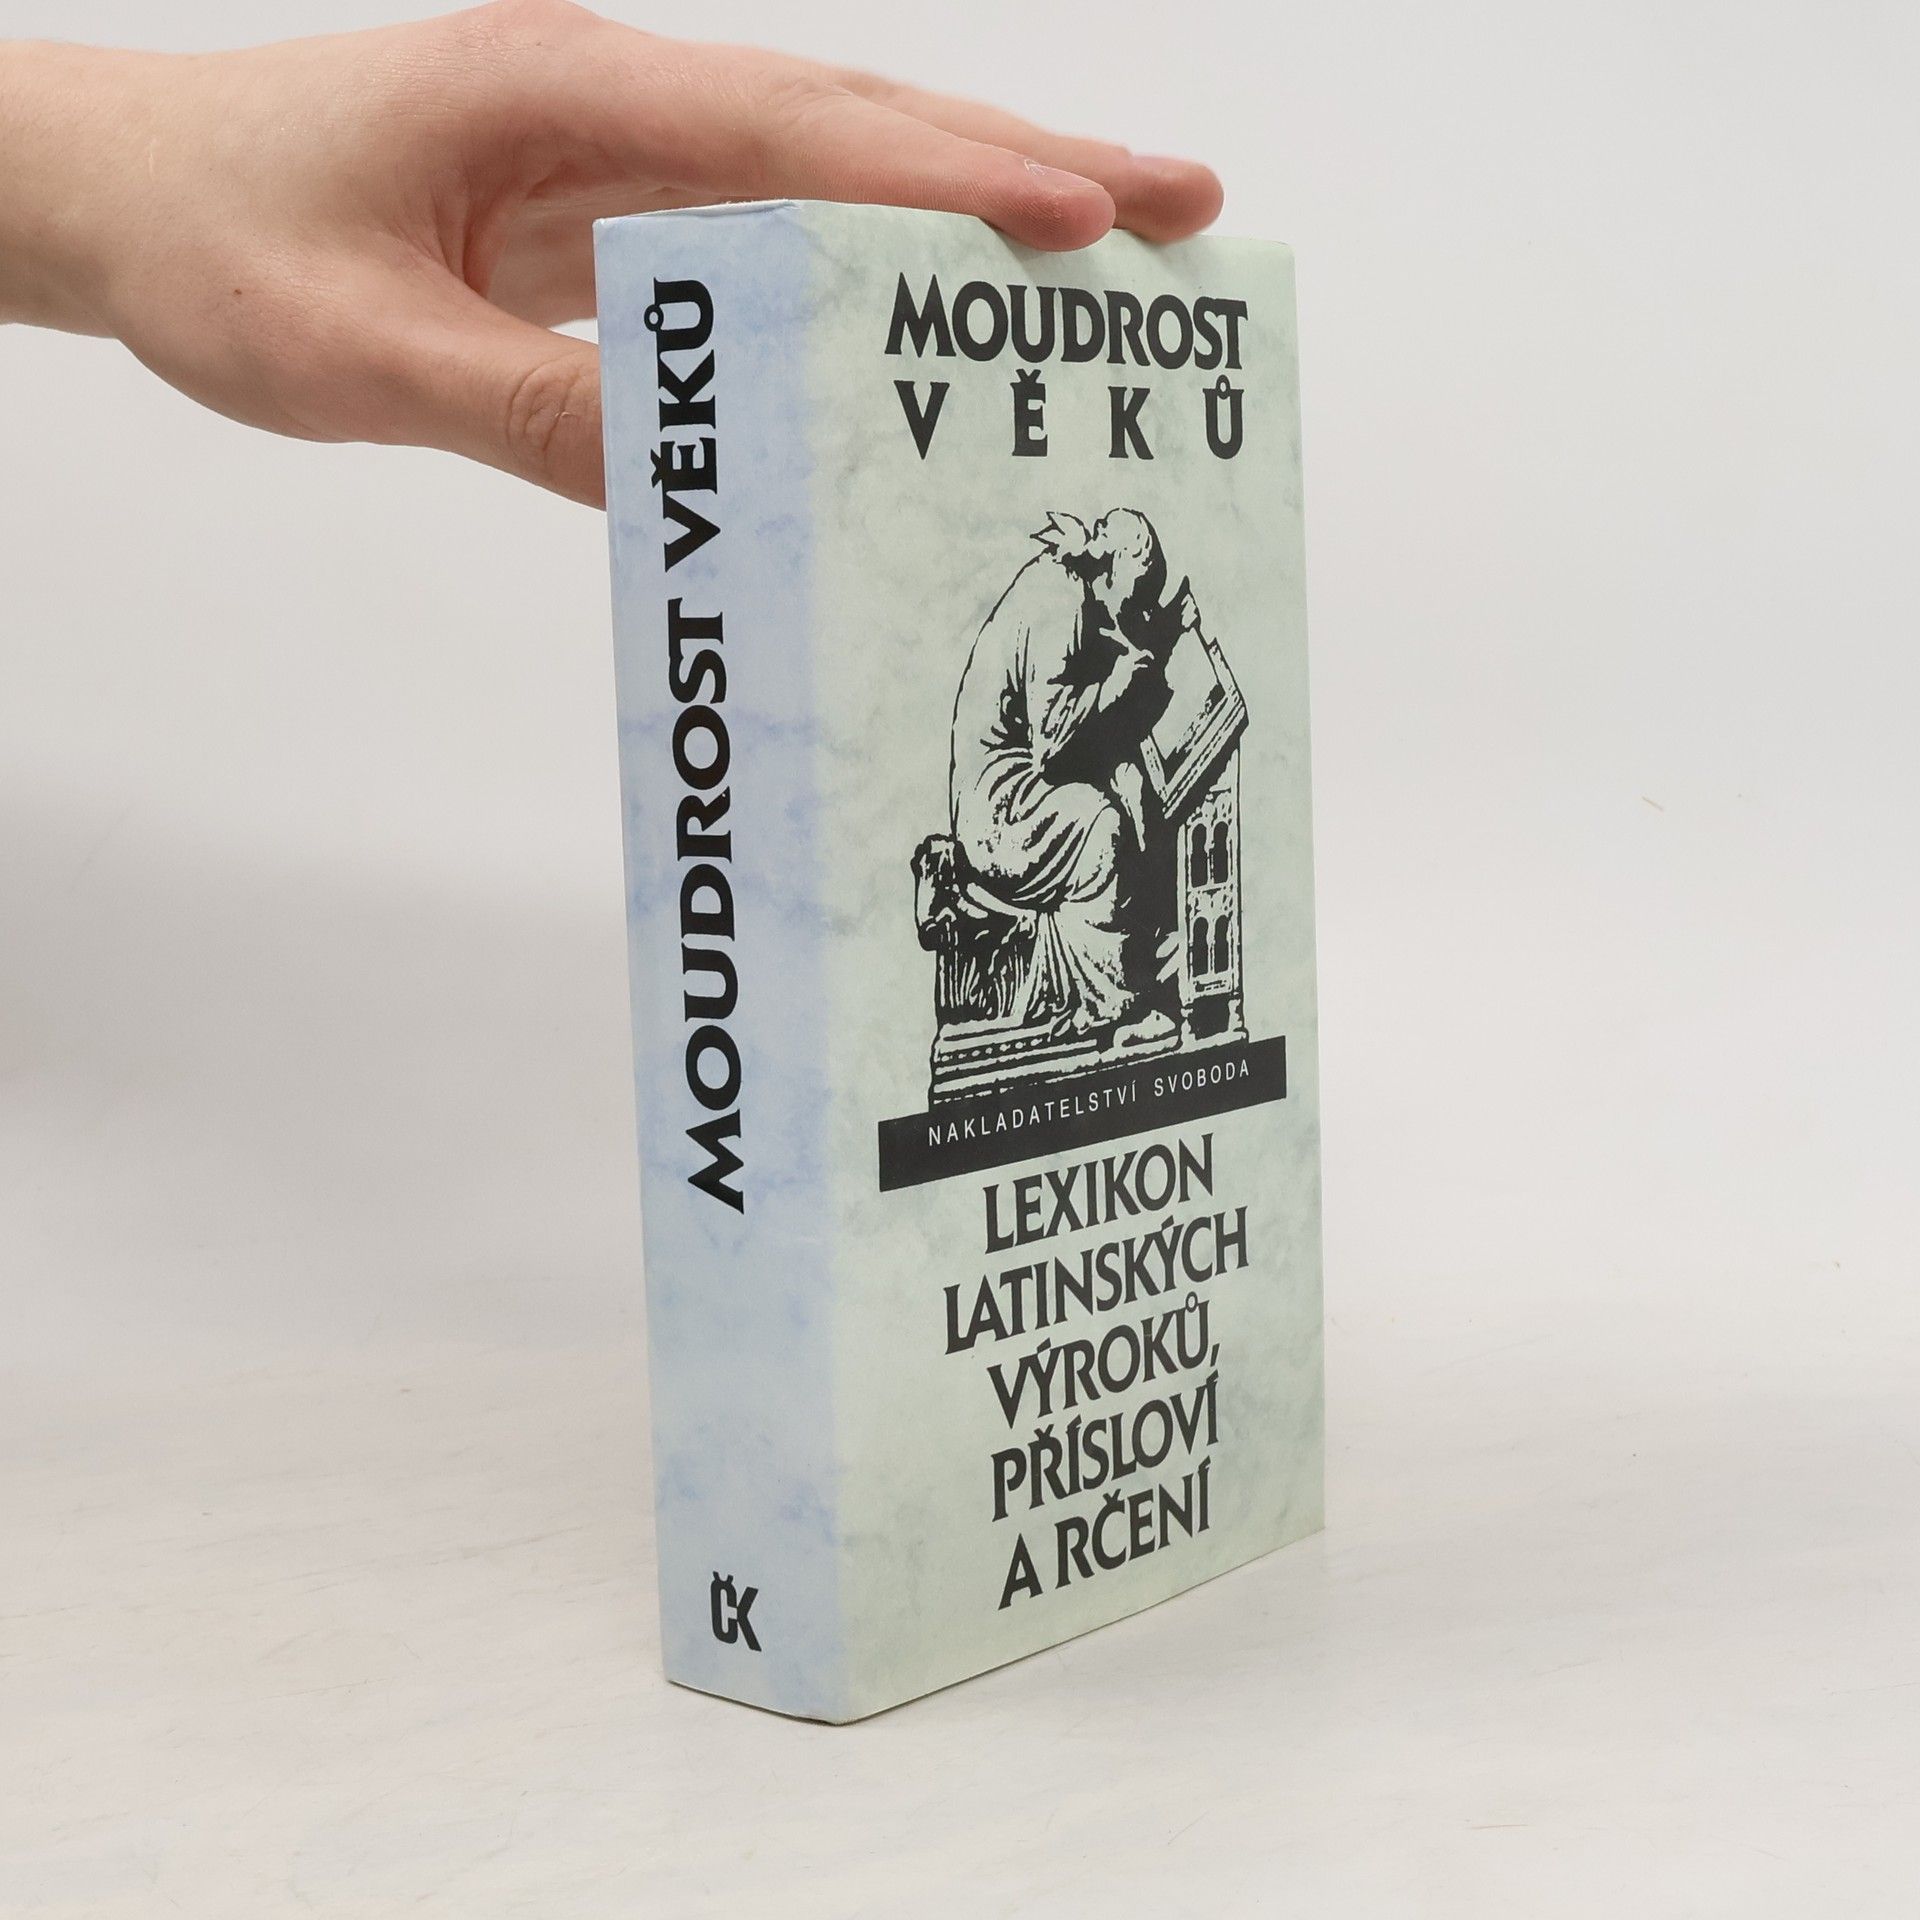 MOUDROST VĚKŮ
ČK
MOUDROST
VĚKŮ
NAKLADATELSTVÍ SVOBODA
LEXIKON
LATINSKÝCH
VÝROKŮ,
PŘÍSLOVÍ
A RČENÍ